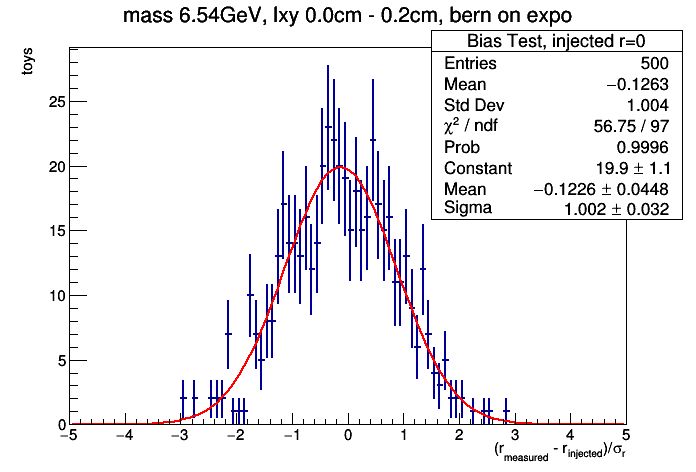 mass 6.54GeV, lxy 0.0cm - 0.2cm, bern on expo
Bias Test, injected r=0
Entries 500
Mean −0.1263
Std Dev 1.004
χ² / ndf 56.75 / 97
Prob 0.9996
Constant 19.9 ± 1.1
Mean −0.1226 ± 0.0448
Sigma 1.002 ± 0.032
toys
25
20
15
10
5
0
−5 −4 −3 −2 −1 0 1 2 3 4 5
(r_measured - r_injected)/σ_r